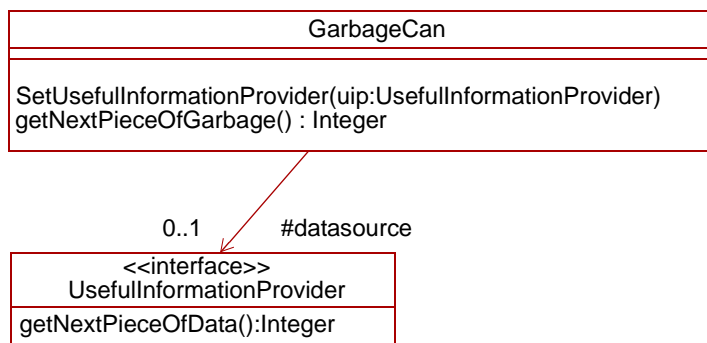 GarbageCan
SetUsefulInformationProvider(uip:UsefulInformationProvider)
getNextPieceOfGarbage() : Integer
0..1 #datasource
<<interface>>
UsefulInformationProvider
getNextPieceOfData():Integer